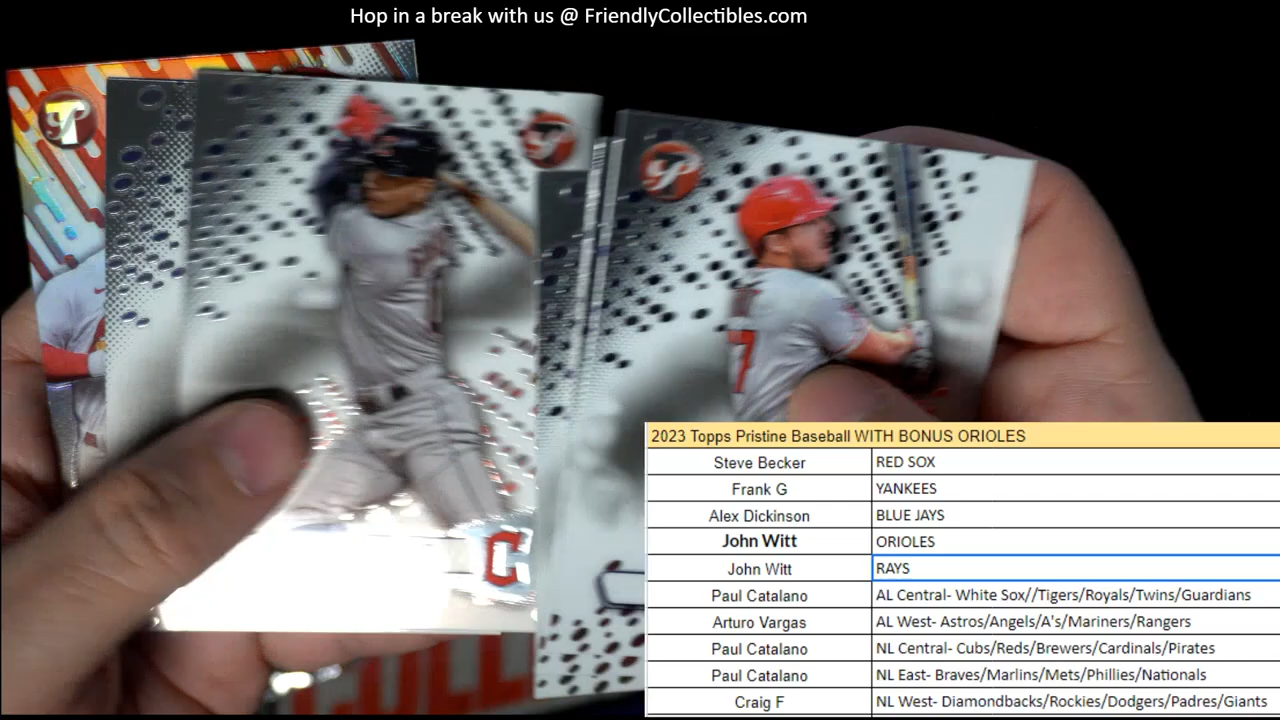 Hop in a break with us @ FriendlyCollectibles.com
7
C
2023 Topps Pristine Baseball WITH BONUS ORIOLES
Steve Becker RED SOX
Frank G YANKEES
Alex Dickinson BLUE JAYS
John Witt ORIOLES
John Witt RAYS
Paul Catalano AL Central- White Sox//Tigers/Royals/Twins/Guardians
Arturo Vargas AL West- Astros/Angels/A's/Mariners/Rangers
Paul Catalano NL Central- Cubs/Reds/Brewers/Cardinals/Pirates
Paul Catalano NL East- Braves/Marlins/Mets/Phillies/Nationals
Craig F NL West- Diamondbacks/Rockies/Dodgers/Padres/Giants